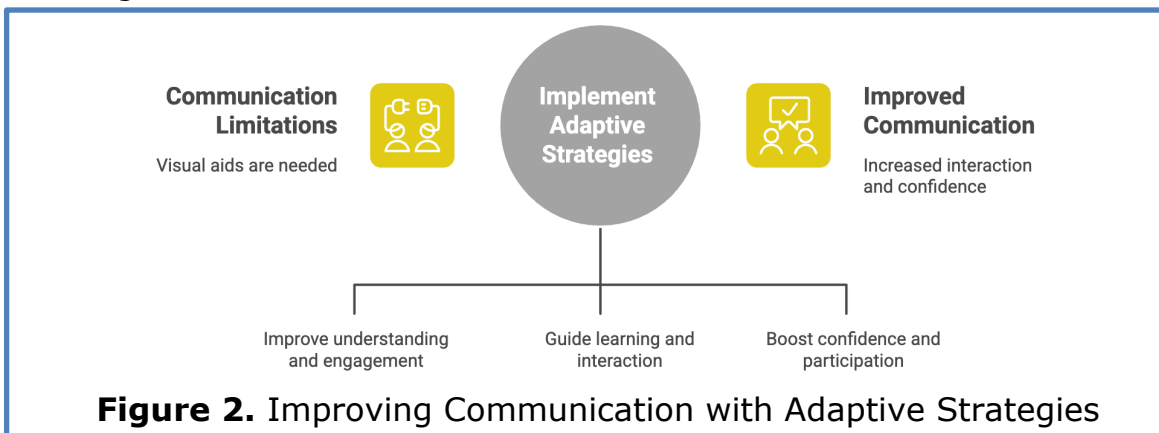 Communication
Limitations
Visual aids are needed
Implement
Adaptive
Strategies
Improved
Communication
Increased interaction
and confidence
Improve understanding
and engagement
Guide learning and
interaction
Boost confidence and
participation
Figure 2. Improving Communication with Adaptive Strategies